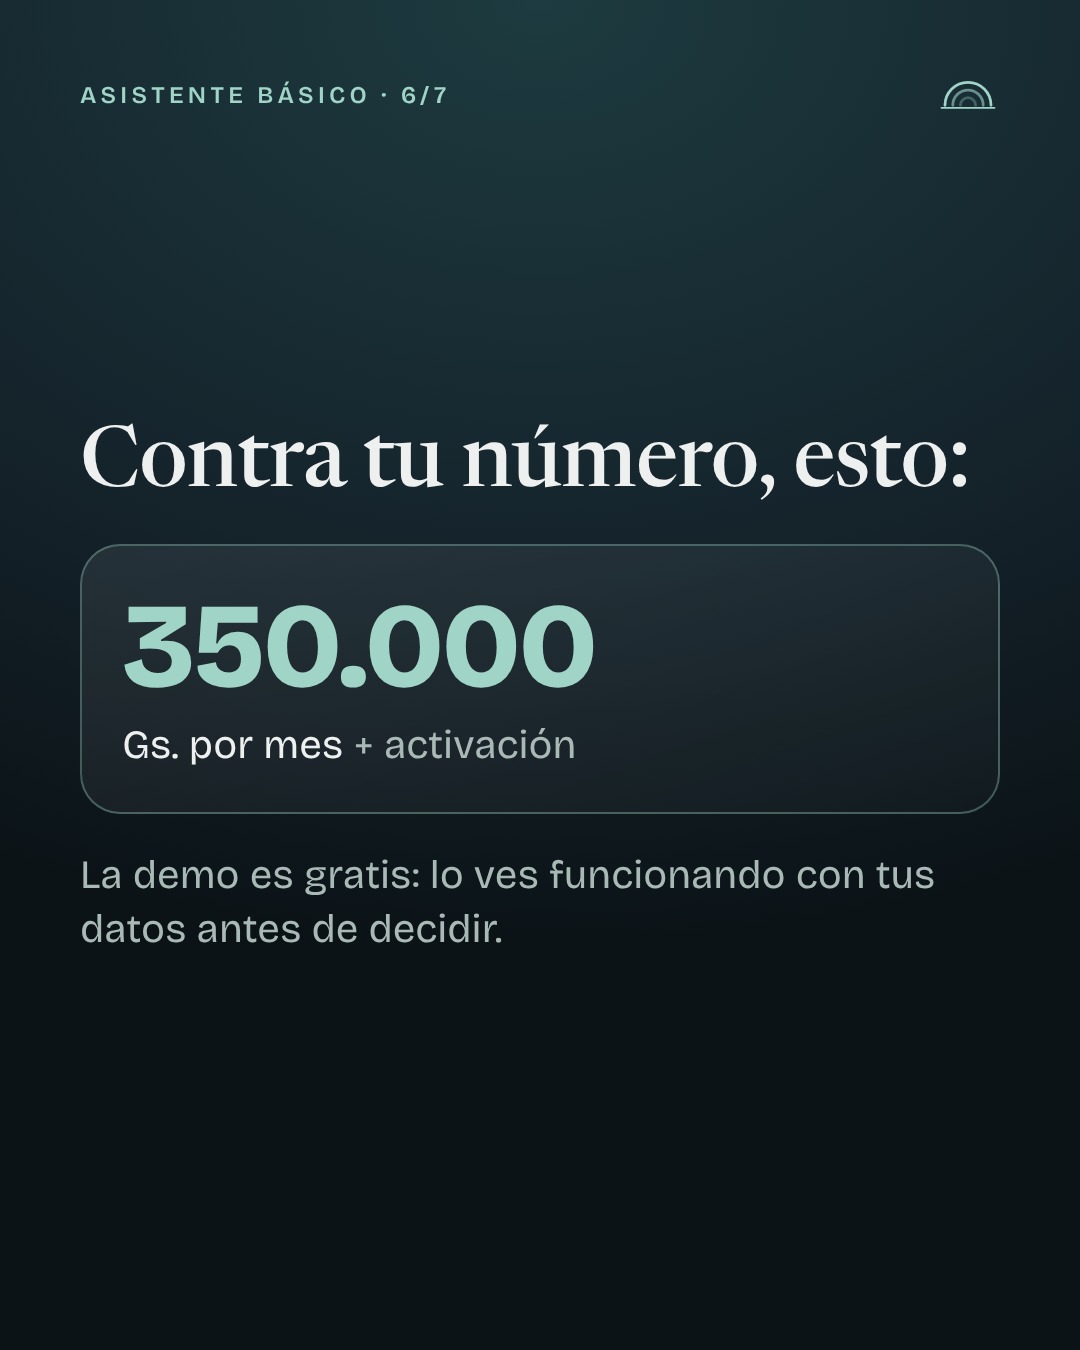 ASISTENTE BÁSICO · 6/7
Contra tu número, esto:
350.000
Gs. por mes + activación
La demo es gratis: lo ves funcionando con tus
datos antes de decidir.